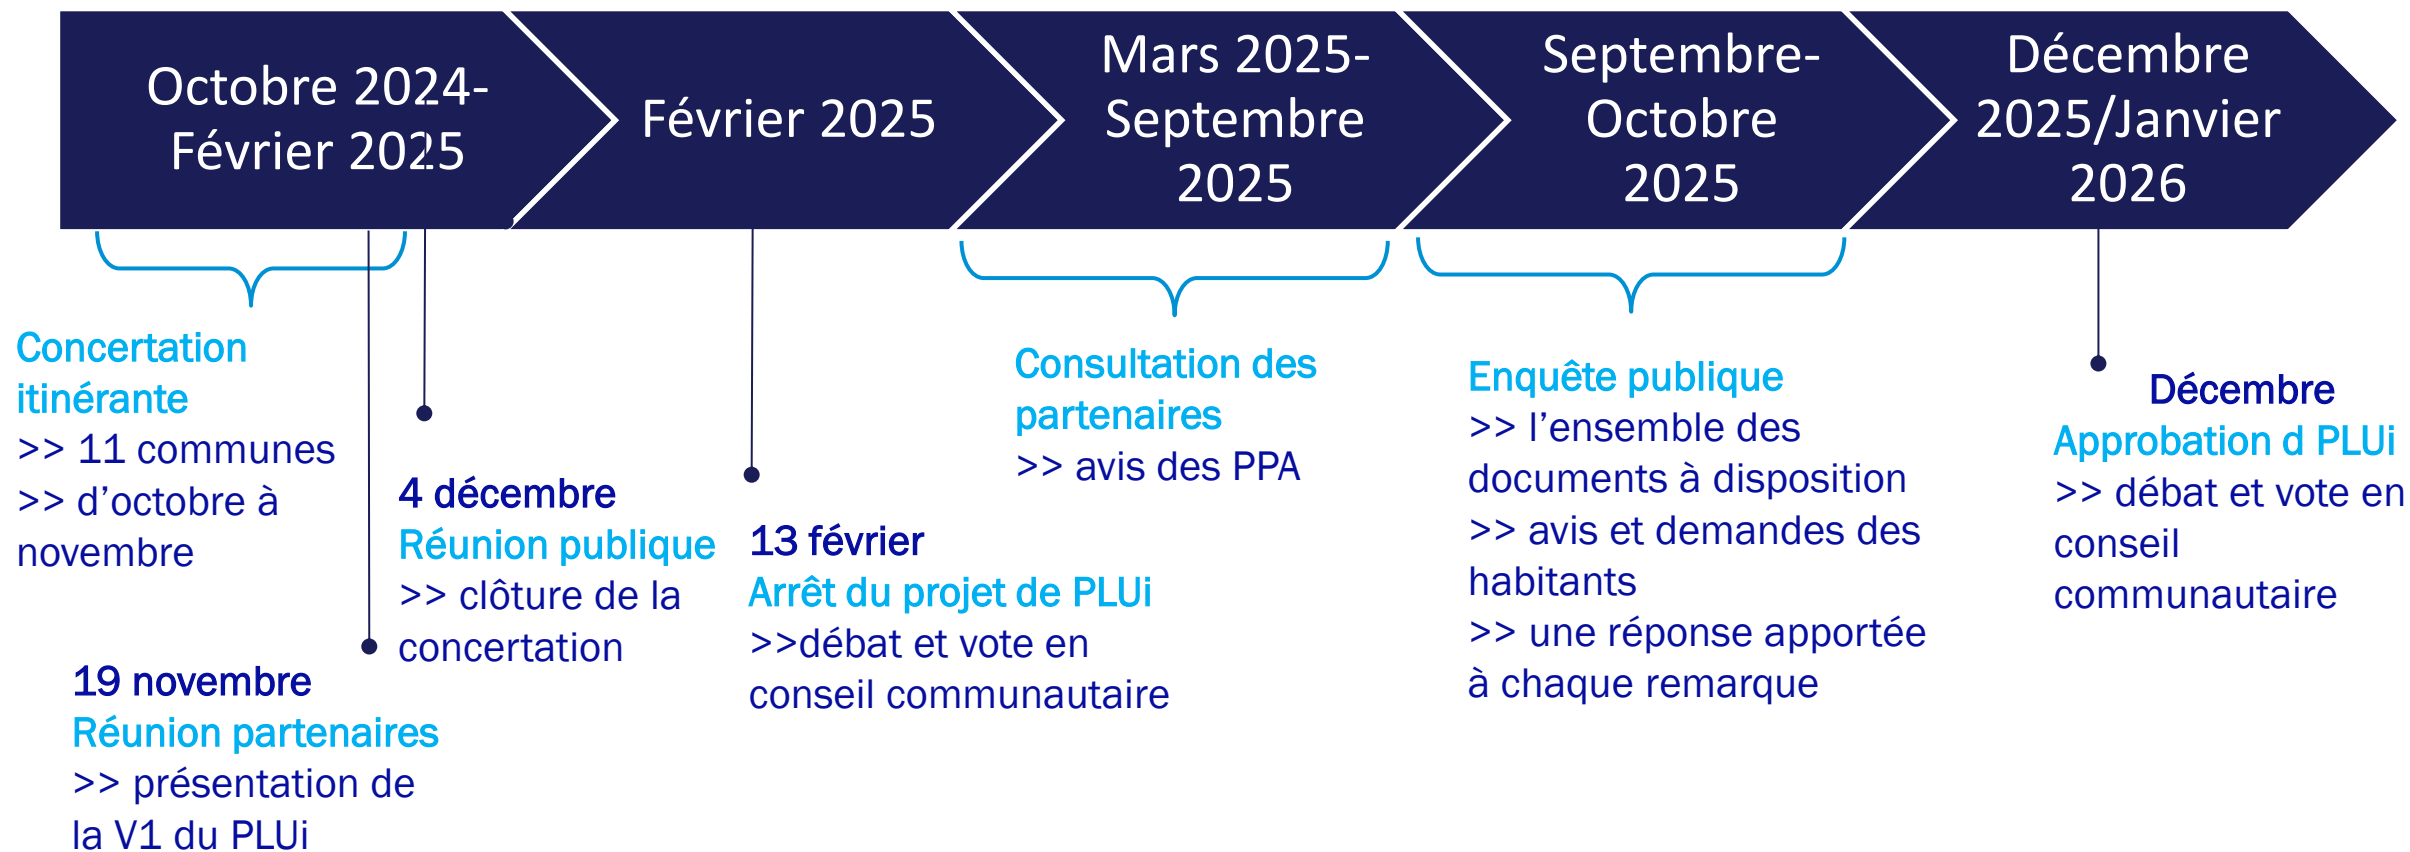 Octobre 2024-
Février 2025
Février 2025
Mars 2025-
Septembre
2025
Septembre-
Octobre
2025
Décembre
2025/Janvier
2026
Concertation
itinérante
>> 11 communes
>> d’octobre à
novembre
19 novembre
Réunion partenaires
>> présentation de
la V1 du PLUi
4 décembre
Réunion publique
>> clôture de la
concertation
13 février
Arrêt du projet de PLUi
>>débat et vote en
conseil communautaire
Consultation des
partenaires
>> avis des PPA
Enquête publique
>> l’ensemble des
documents à disposition
>> avis et demandes des
habitants
>> une réponse apportée
à chaque remarque
Décembre
Approbation d PLUi
>> débat et vote en
conseil
communautaire